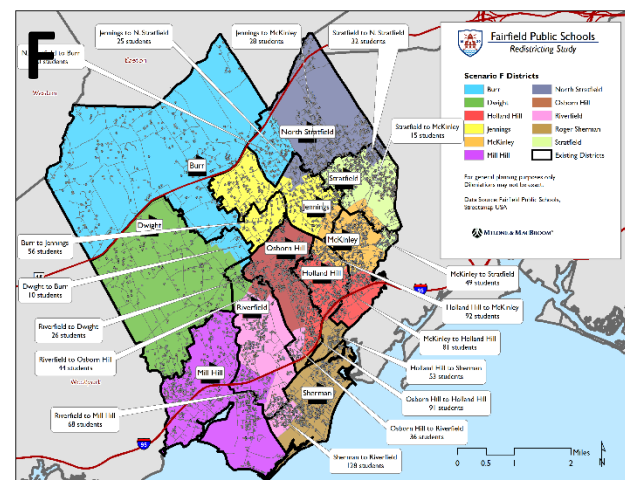 F
Jennings to N. Stratfield
25 students
Jennings to McKinley
28 students
Stratfield to N. Stratfield
33 students
to Burr
students
Easton
Weston
Fairfield Public Schools
Redistricting Study
Scenario F Districts
Burr
Dwight
Holland Hill
Jennings
McKinley
Mill Hill
North Stratfield
Osborn Hill
Riverfield
Roger Sherman
Stratfield
Existing Districts
For general planning purposes only.
Delineations may not be exact.
Data Source: Fairfield Public Schools,
Streetmap, USA
MILONE & MACBROOM
North Stratfield
Stratfield to McKinley
15 students
Burr
Stratfield
Jennings
Dwight
McKinley
Osborn Hill
Holland Hill
Burr to Jennings
56 students
Dwight to Burr
10 students
Riverfield
Riverfield to Dwight
26 students
Riverfield to Osborn Hill
44 students
Westport
Mill Hill
Riverfield to Mill Hill
68 students
Sherman
McKinley to Stratfield
49 students
Holland Hill to McKinley
92 students
McKinley to Holland Hill
81 students
Holland Hill to Sherman
53 students
Osborn Hill to Holland Hill
91 students
Osborn Hill to Riverfield
36 students
Sherman to Riverfield
128 students
95
95
0
0.5
1
2
Miles
N